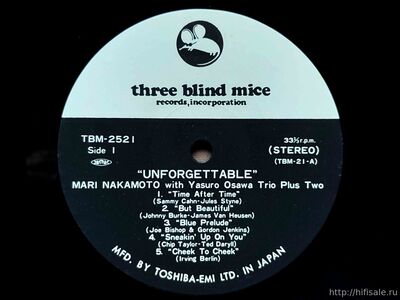 three blind mice
records, incorporation
TBM-2521
Side 1
33⅓ r.p.m.
(STEREO)
(TBM-21-A)
"UNFORGETTABLE"
MARI NAKAMOTO with Yasuro Osawa Trio Plus Two
1. "Time After Time"
(Sammy Cahn-Jules Styne)
2. "But Beautiful"
(Johnny Burke-James Van Heusen)
3. "Blue Prelude"
(Joe Bishop & Gordon Jenkins)
4. "Sneakin' Up On You"
(Chip Taylor-Ted Daryll)
5. "Cheek To Cheek"
(Irving Berlin)
MFD. BY TOSHIBA-EMI LTD. IN JAPAN
http://hifisale.ru